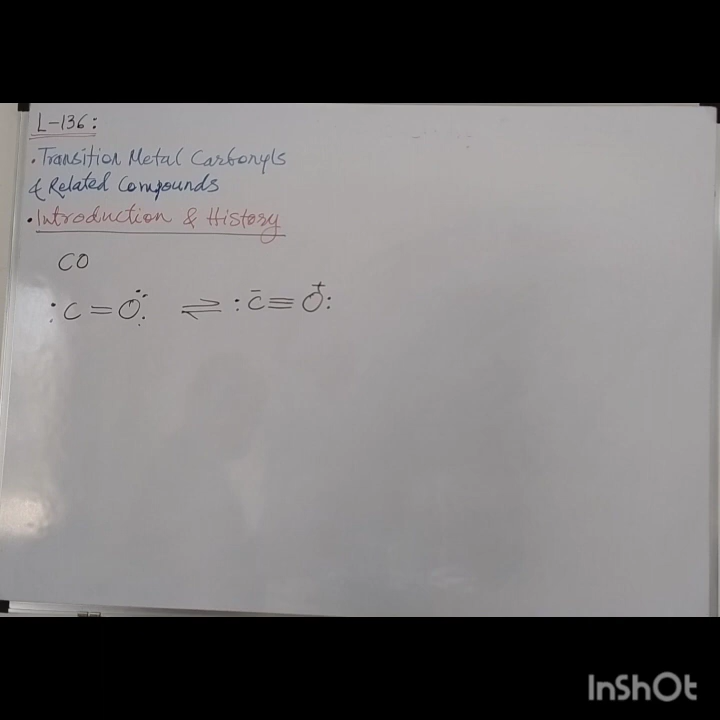 L-136:
• Transition Metal Carbonyls
& Related Compounds
• Introduction & History
CO
:C=Ö: ⇌ :C̄≡O⁺:
InShOt